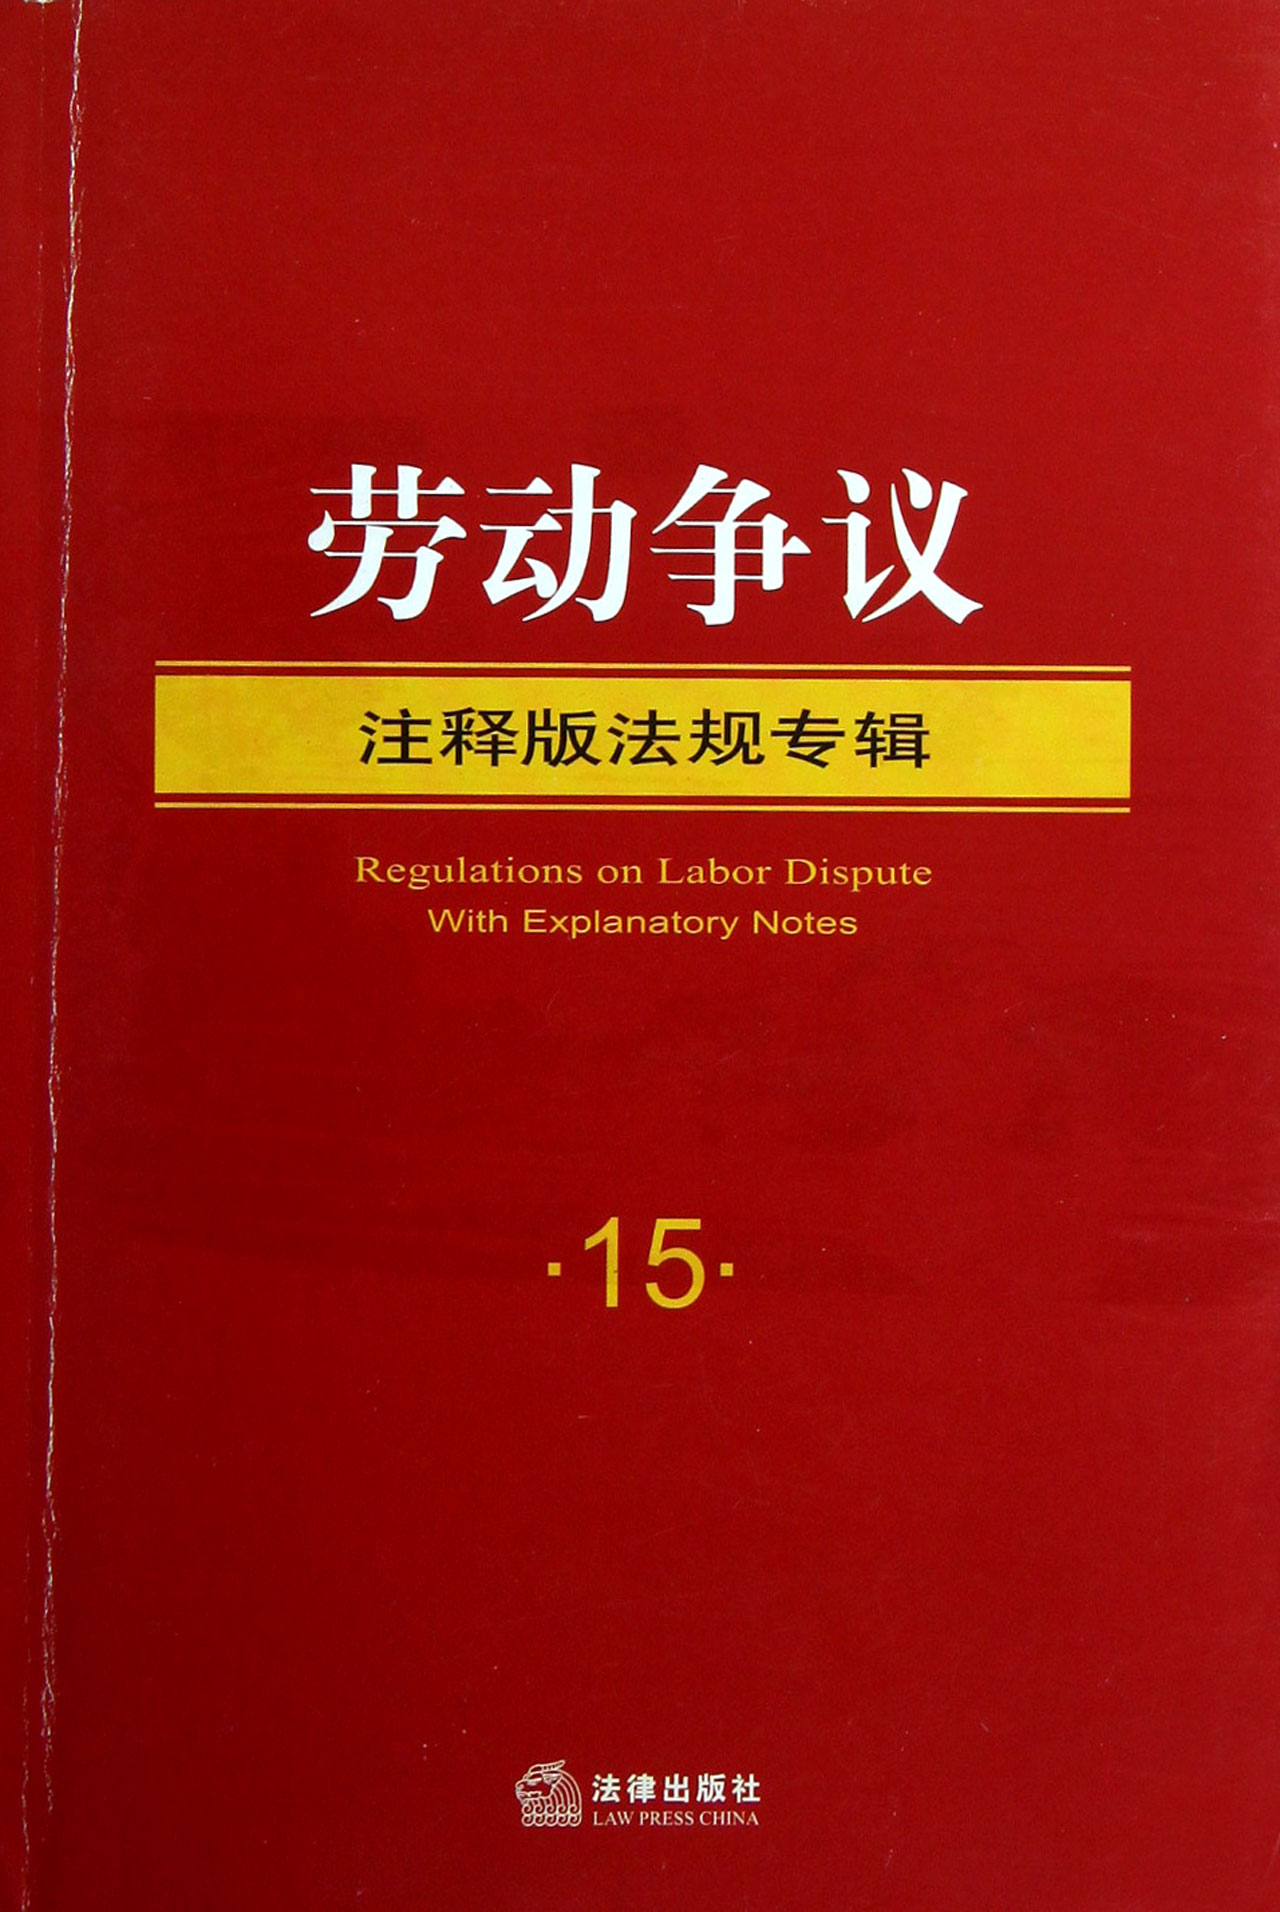 劳动争议
注释版法规专辑
Regulations on Labor Dispute
With Explanatory Notes
·15·
法律出版社
LAW PRESS CHINA